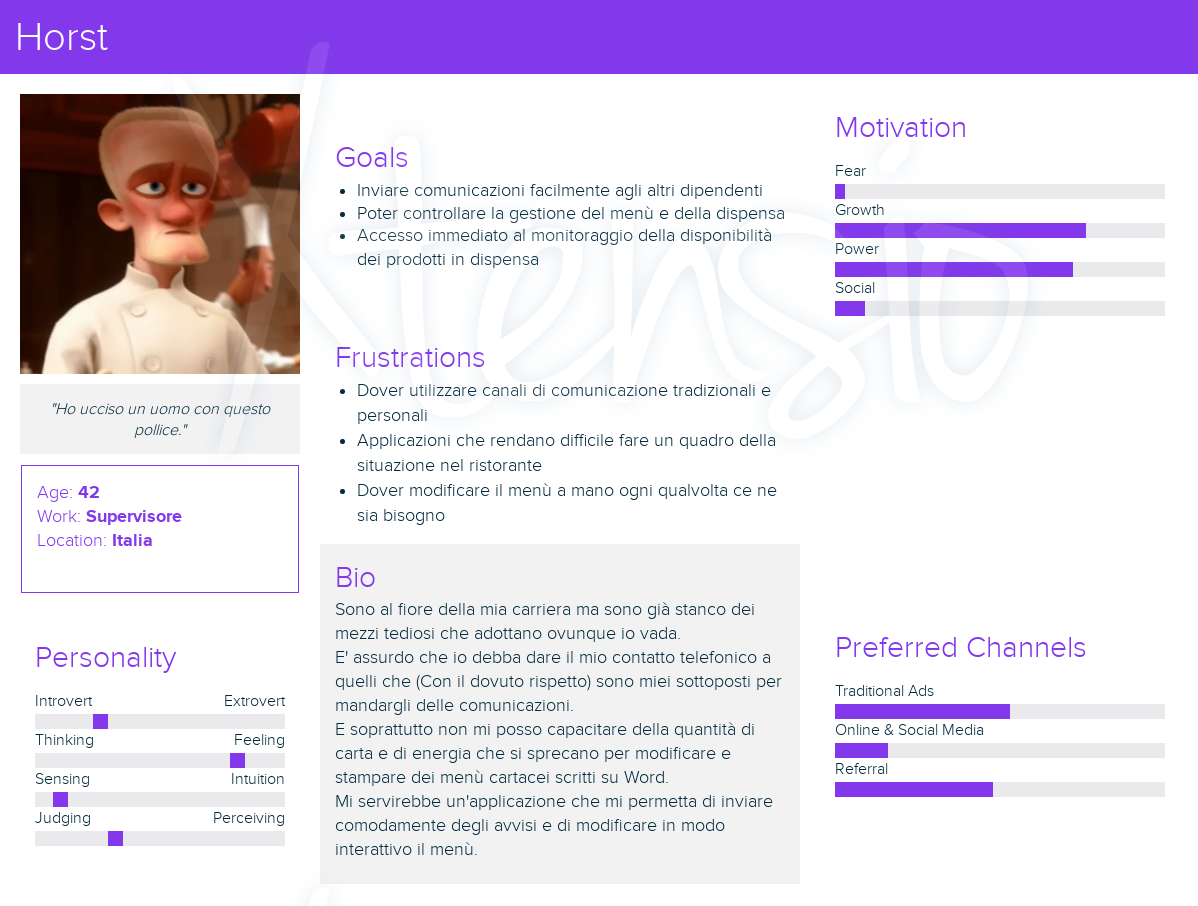 Horst
"Ho ucciso un uomo con questo
pollice."
Age: 42
Work: Supervisore
Location: Italia
Personality
Introvert Extrovert
Thinking Feeling
Sensing Intuition
Judging Perceiving
Goals
Inviare comunicazioni facilmente agli altri dipendenti
Poter controllare la gestione del menù e della dispensa
Accesso immediato al monitoraggio della disponibilità
dei prodotti in dispensa
Frustrations
Dover utilizzare canali di comunicazione tradizionali e
personali
Applicazioni che rendano difficile fare un quadro della
situazione nel ristorante
Dover modificare il menù a mano ogni qualvolta ce ne
sia bisogno
Bio
Sono al fiore della mia carriera ma sono già stanco dei
mezzi tediosi che adottano ovunque io vada.
E' assurdo che io debba dare il mio contatto telefonico a
quelli che (Con il dovuto rispetto) sono miei sottoposti per
mandargli delle comunicazioni.
E soprattutto non mi posso capacitare della quantità di
carta e di energia che si sprecano per modificare e
stampare dei menù cartacei scritti su Word.
Mi servirebbe un'applicazione che mi permetta di inviare
comodamente degli avvisi e di modificare in modo
interattivo il menù.
Motivation
Fear
Growth
Power
Social
Preferred Channels
Traditional Ads
Online & Social Media
Referral
Xtensio